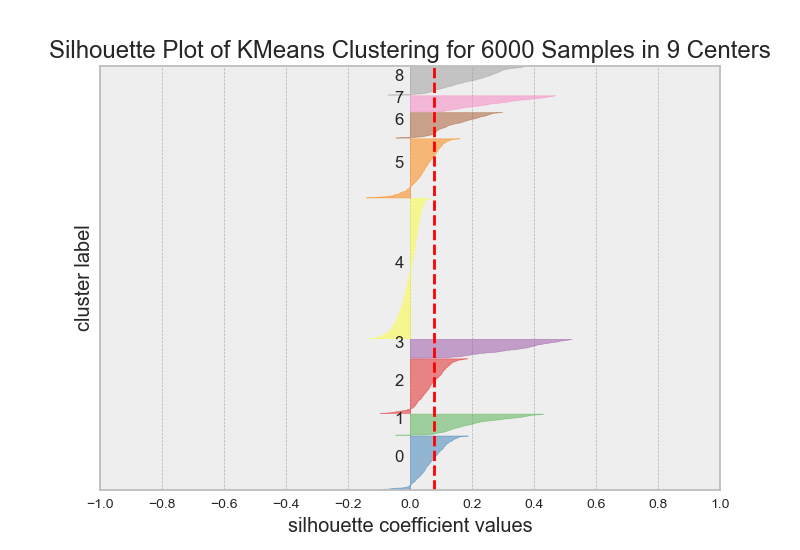 Silhouette Plot of KMeans Clustering for 6000 Samples in 9 Centers
8
7
6
5
4
3
2
1
0
cluster label
−1.0 −0.8 −0.6 −0.4 −0.2 0.0 0.2 0.4 0.6 0.8 1.0
silhouette coefficient values